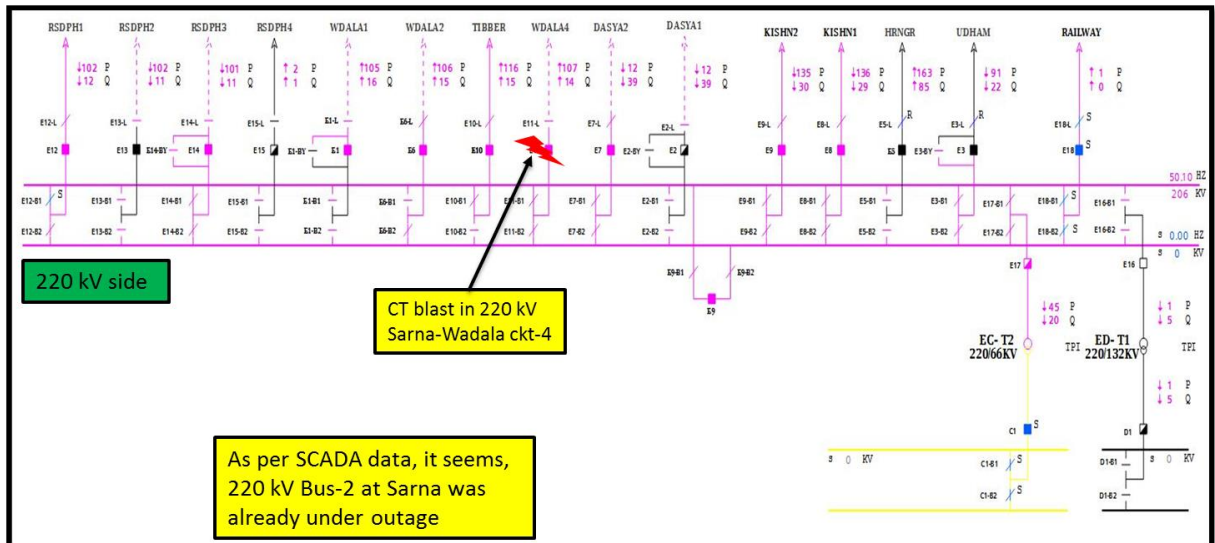 RSDPH1 RSDPH2 RSDPH3 RSDPH4 WDALA1 WDALA2 TIBBER WDALA4 DASYA2 DASYA1 KISHN2 KISHN1 HRNGR UDHAM RAILWAY
↓102 P ↓102 P ↓101 P ↑ 2 P ↑105 P ↑106 P ↑116 P ↑107 P ↓12 P ↓12 P ↓135 P ↓136 P ↑163 P ↓91 P ↑ 1 P
↓12 Q ↓11 Q ↓11 Q ↑ 1 Q ↑16 Q ↑15 Q ↑15 Q ↑14 Q ↓39 Q ↓39 Q ↓30 Q ↓29 Q ↑85 Q ↓22 Q ↑ 0 Q
E12-L E13-L E15-L E1-L E6-L E10-L E11-L E7-L E2-L E9-L E8-L E5-L R E3-L R E18-L S
E12 E13 E14-BY E14 E15 E1-BY E1 E6 E10 E7 E2-BY E2 E9 E8 E5 E3-BY E3 E18 S
50.10 HZ
206 KV
E12-B1 S E13-B1 E14-B1 E15-B1 E1-B1 E6-B1 E10-B1 E11-B1 E7-B1 E2-B1 E9-B1 E8-B1 E5-B1 E3-B1 E17-B1 E18-B1 S E16-B1
E12-B2 E13-B2 E14-B2 E15-B2 E1-B2 E6-B2 E10-B2 E11-B2 E7-B2 E2-B2 E9-B2 E8-B2 E5-B2 E3-B2 E17-B2 E18-B2 S E16-B2
s 0.00 HZ
s 0 KV
220 kV side
K9-B1 K9-B2
K9
E17 E16
CT blast in 220 kV
Sarna-Wadala ckt-4
↓45 P ↓ 1 P
↓20 Q ↓ 5 Q
EC- T2 TPI ED- T1 TPI
220/66KV 220/132KV
↓ 1 P
↓ 5 Q
C1 S D1
As per SCADA data, it seems,
220 kV Bus-2 at Sarna was
already under outage
s 0 KV s 0 KV
C1-B1 S D1-B1
C1-B2 S D1-B2